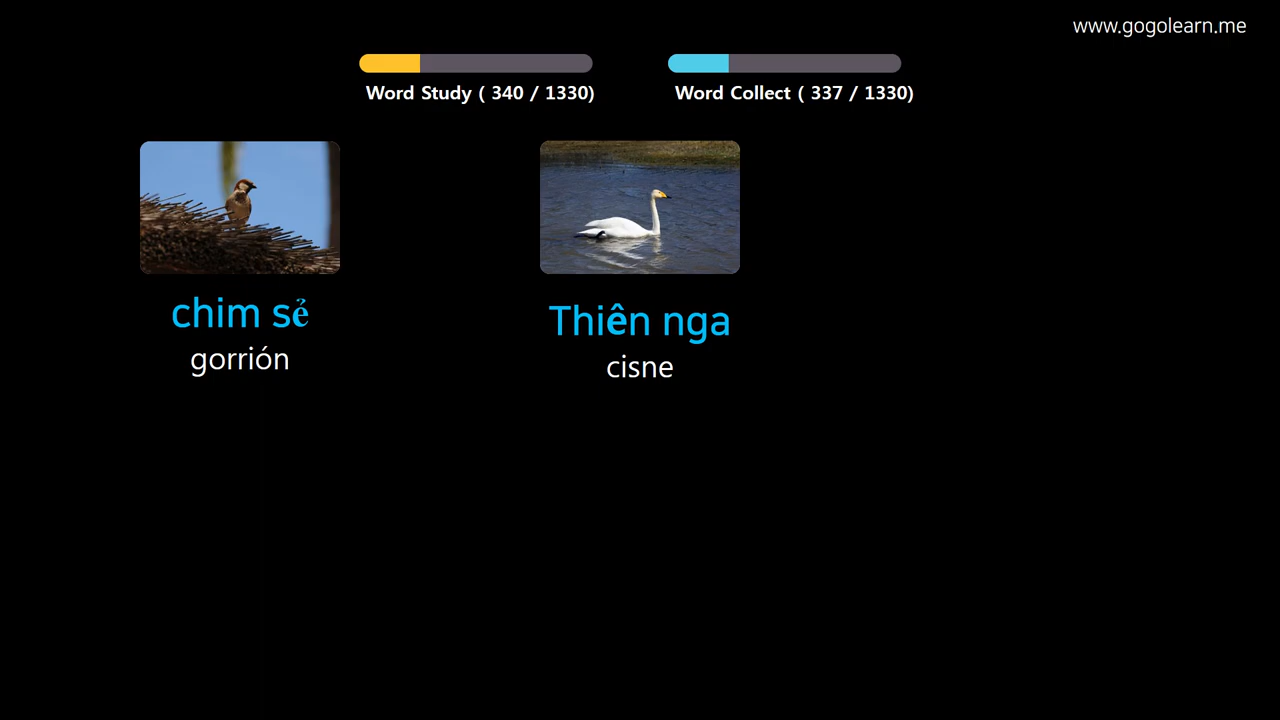 www.gogolearn.me
Word Study ( 340 / 1330)
Word Collect ( 337 / 1330)
chim sẻ
gorrión
Thiên nga
cisne